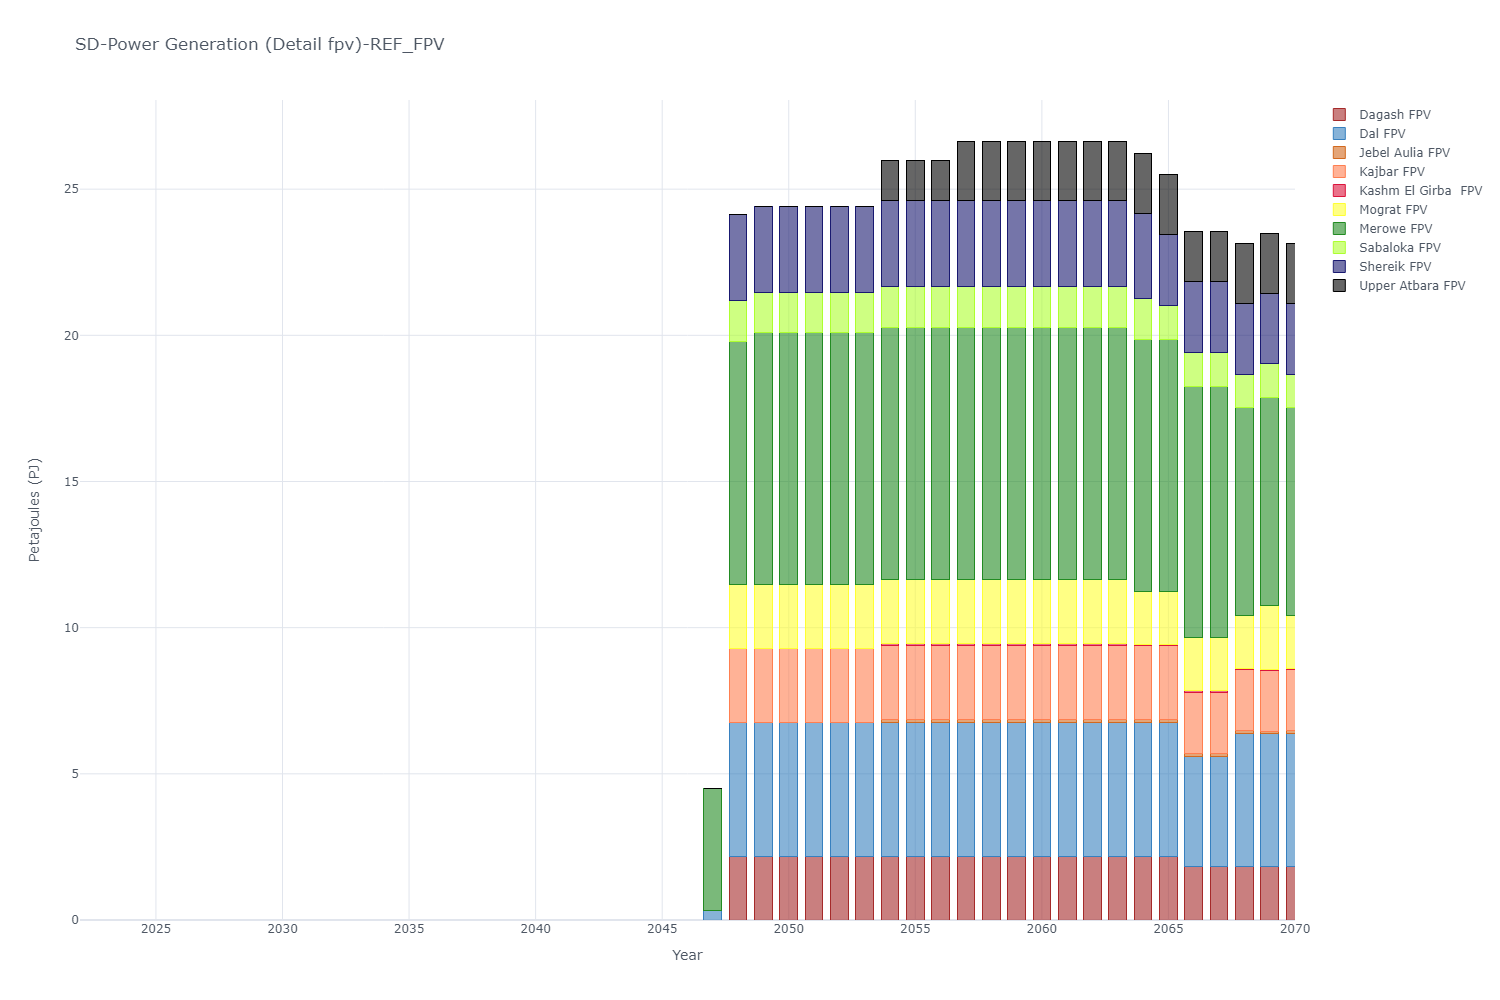 SD-Power Generation (Detail fpv)-REF_FPV
Dagash FPV
Dal FPV
Jebel Aulia FPV
Kajbar FPV
Kashm El Girba  FPV
Mograt FPV
Merowe FPV
Sabaloka FPV
Shereik FPV
Upper Atbara FPV
Petajoules (PJ)
25
20
15
10
5
0
2025 2030 2035 2040 2045 2050 2055 2060 2065 2070
Year